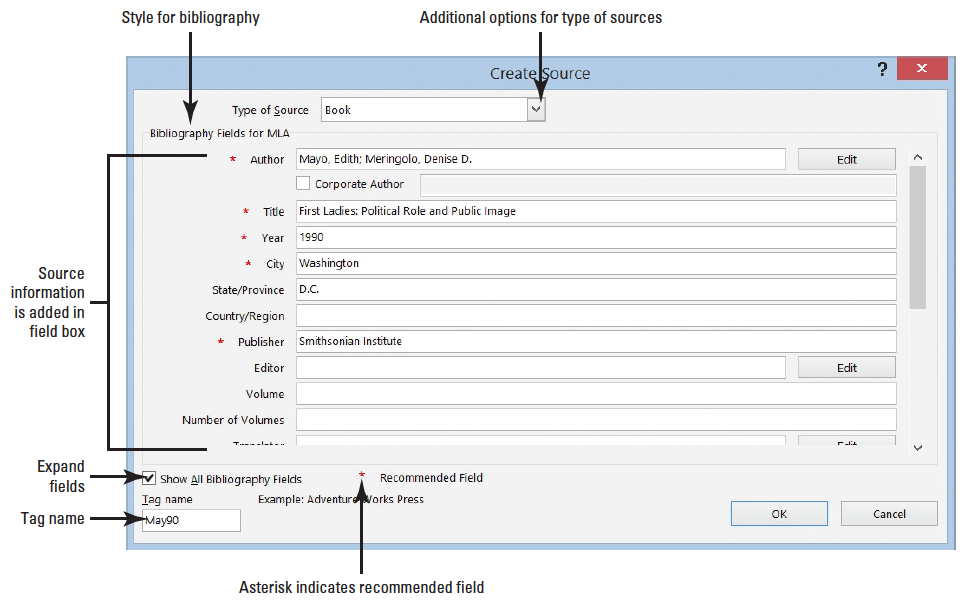 Style for bibliography
Additional options for type of sources
Create Source
?
Type of Source Book
Bibliography Fields for MLA
* Author Mayo, Edith; Meringolo, Denise D. Edit
Corporate Author
* Title First Ladies: Political Role and Public Image
* Year 1990
* City Washington
State/Province D.C.
Country/Region
* Publisher Smithsonian Institute
Editor Edit
Volume
Number of Volumes
Translator Edit
Source
information
is added in
field box
Expand
fields
Show All Bibliography Fields * Recommended Field
Tag name Example: Adventure Works Press
Tag name
May90
OK Cancel
Asterisk indicates recommended field